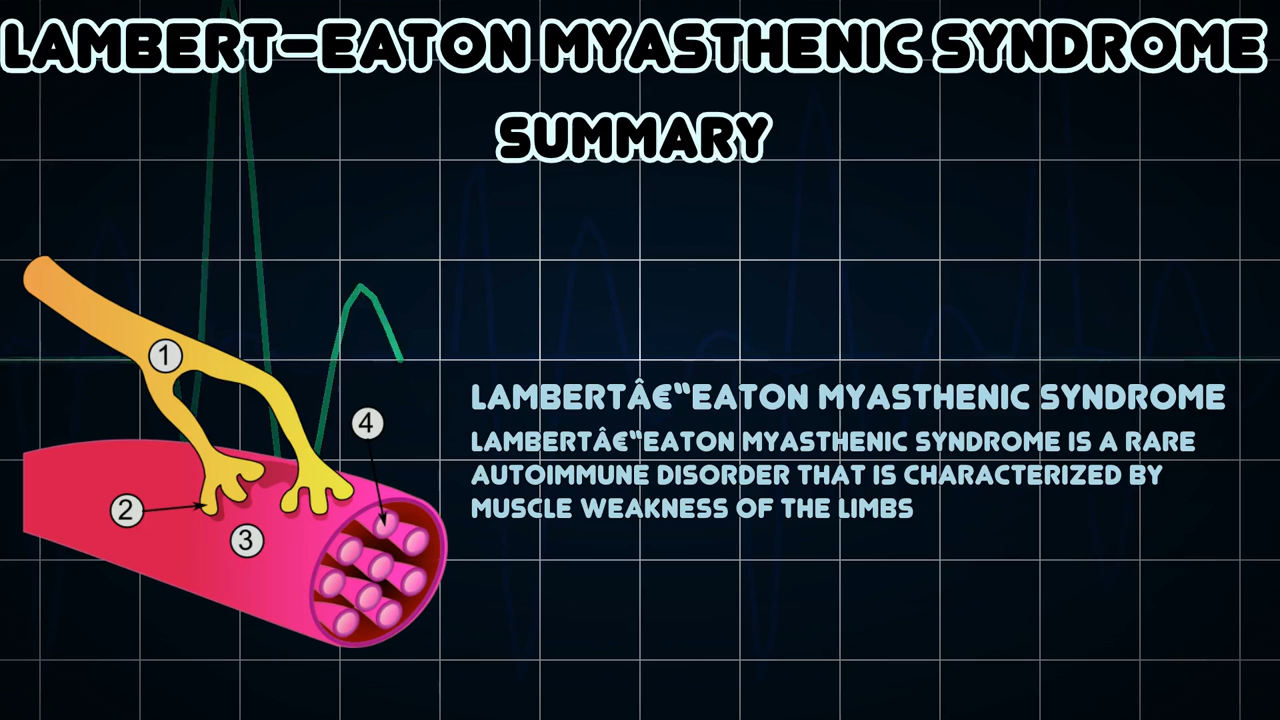 LAMBERT–EATON MYASTHENIC SYNDROME
SUMMARY
1
4
2
3
LAMBERTÂ€“EATON MYASTHENIC SYNDROME
LAMBERTÂ€“EATON MYASTHENIC SYNDROME IS A RARE
AUTOIMMUNE DISORDER THAT IS CHARACTERIZED BY
MUSCLE WEAKNESS OF THE LIMBS